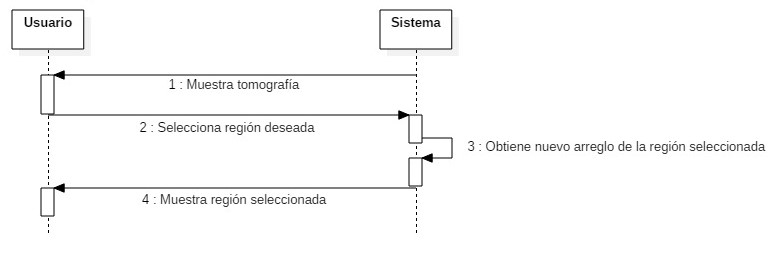 Usuario
Sistema
1 : Muestra tomografía
2 : Selecciona región deseada
3 : Obtiene nuevo arreglo de la región seleccionada
4 : Muestra región seleccionada